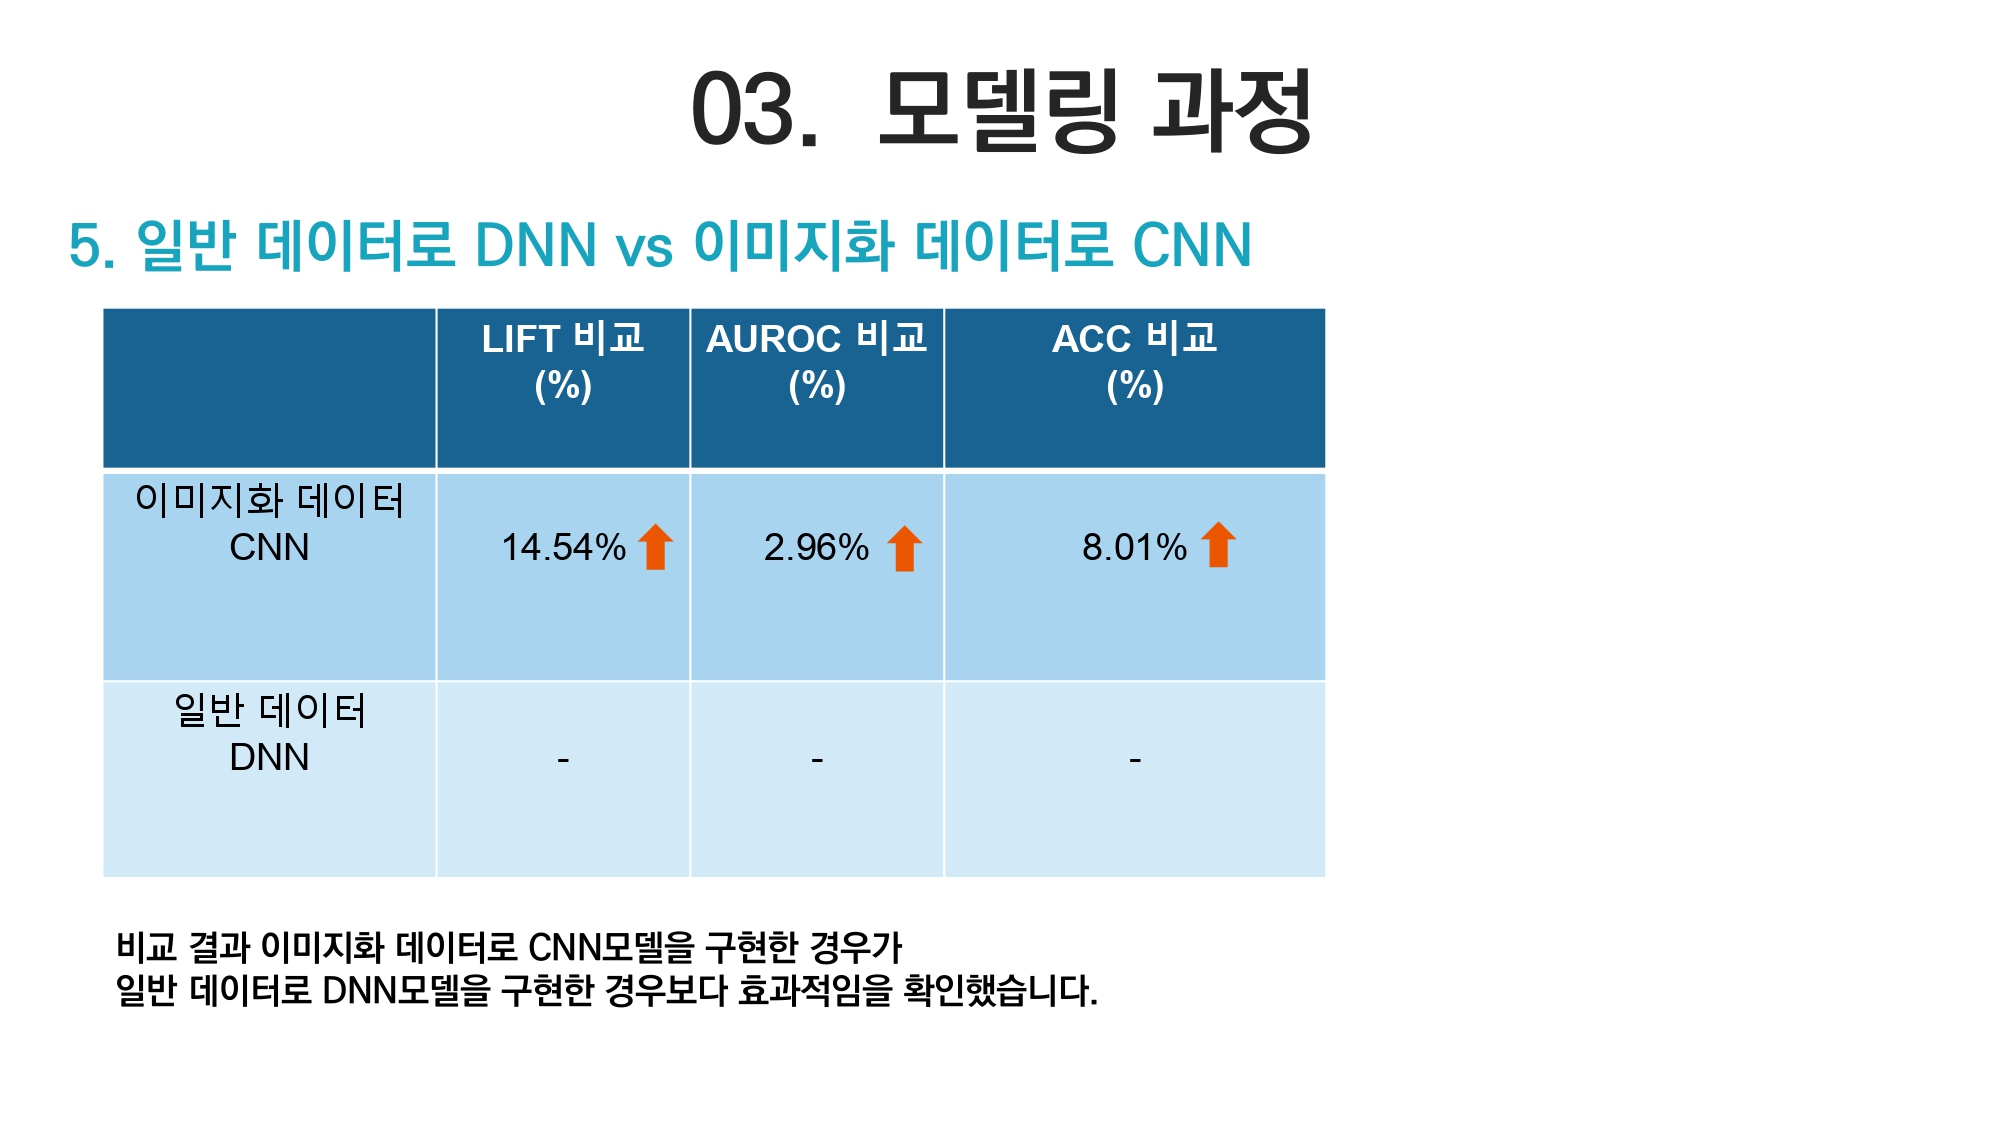 03. 모델링 과정
5. 일반 데이터로 DNN vs 이미지화 데이터로 CNN
LIFT 비교 (%)
AUROC 비교 (%)
ACC 비교 (%)
이미지화 데이터
CNN
14.54%
2.96%
8.01%
일반 데이터
DNN
-
-
-
비교 결과 이미지화 데이터로 CNN모델을 구현한 경우가
일반 데이터로 DNN모델을 구현한 경우보다 효과적임을 확인했습니다.